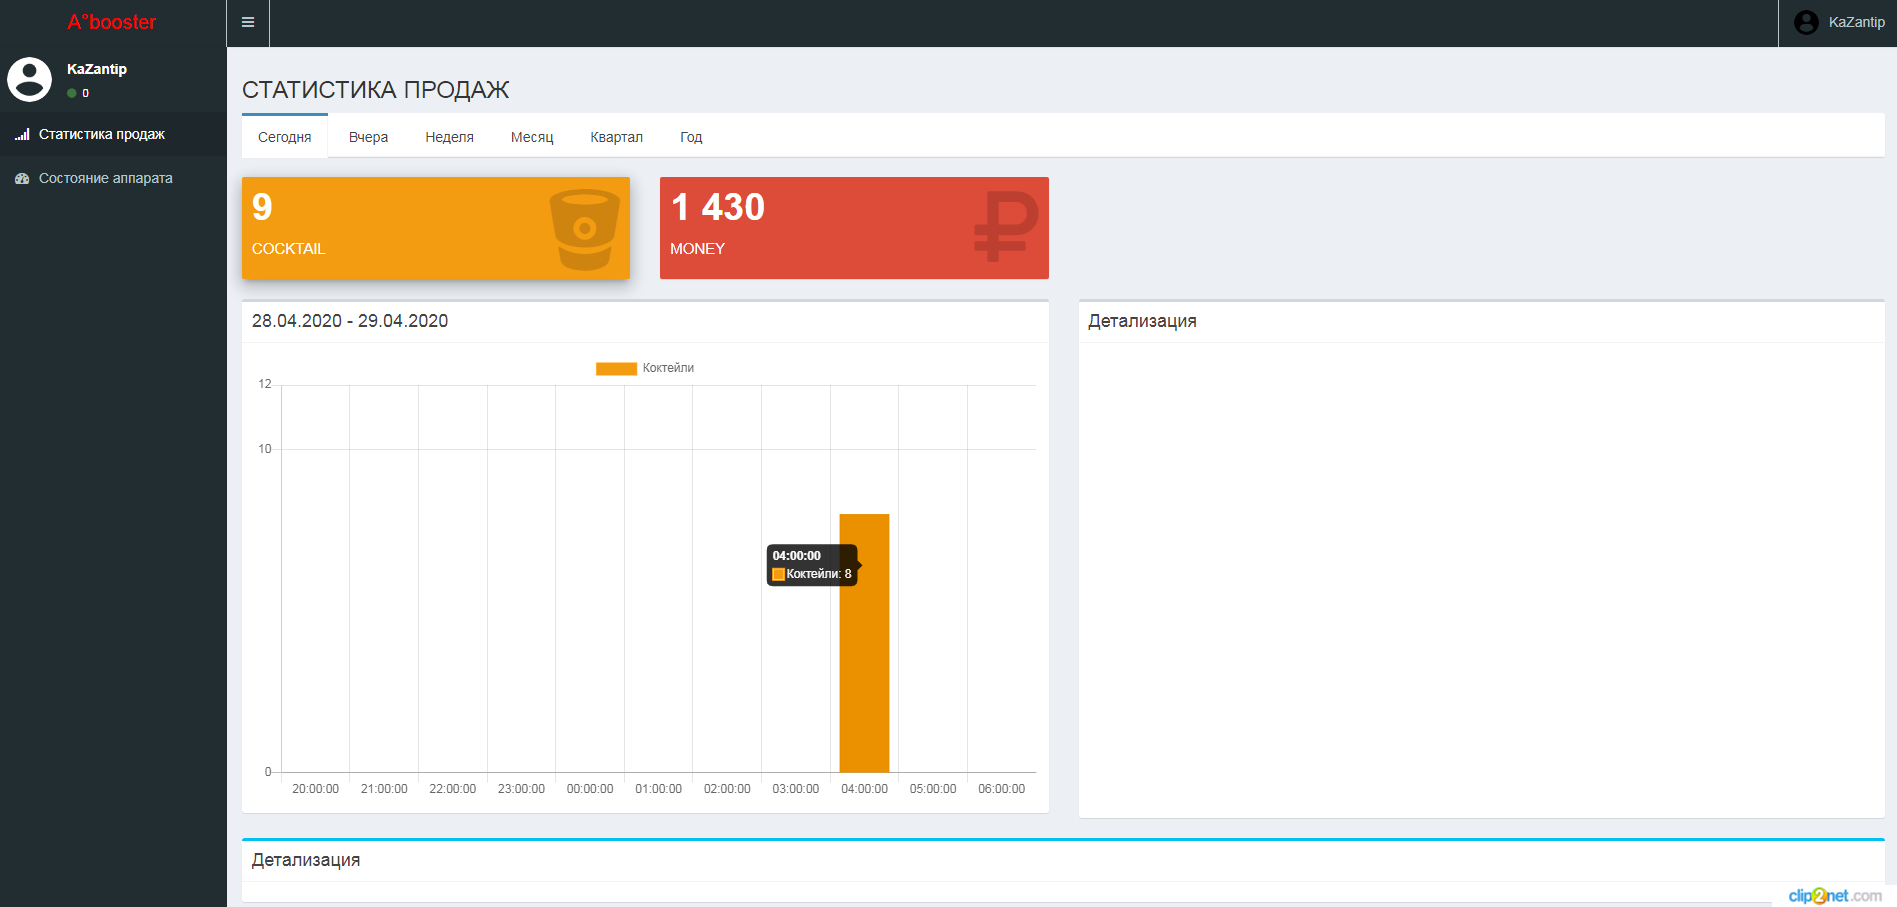 A°booster
KaZantip
KaZantip
0
Статистика продаж
Состояние аппарата
СТАТИСТИКА ПРОДАЖ
Сегодня Вчера Неделя Месяц Квартал Год
9
COCKTAIL
1 430
MONEY
28.04.2020 - 29.04.2020
Коктейли
12
10
0
04:00:00
Коктейли: 8
20:00:00 21:00:00 22:00:00 23:00:00 00:00:00 01:00:00 02:00:00 03:00:00 04:00:00 05:00:00 06:00:00
Детализация
Детализация
clip2net.com